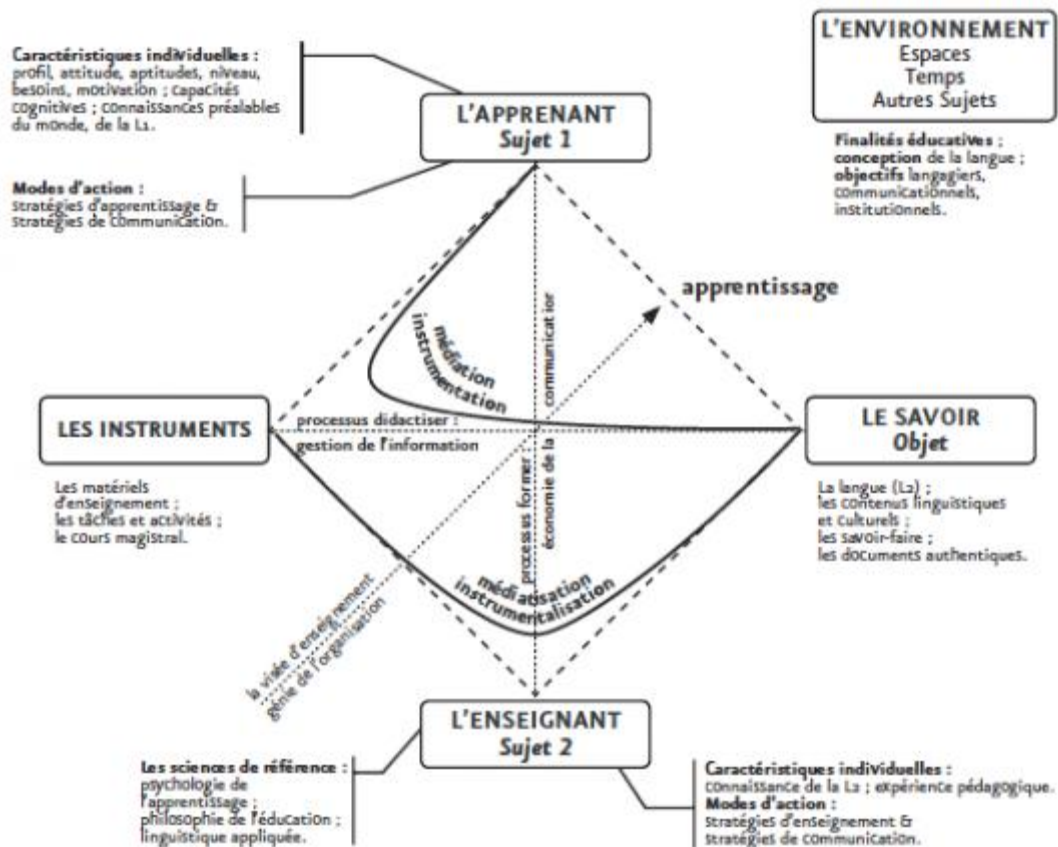 L'ENVIRONNEMENT
Espaces
Temps
Autres Sujets
Finalités éducatives ;
conception de la langue ;
objectifs langagiers,
communicationnels,
institutionnels.
Caractéristiques individuelles :
profil, attitude, aptitudes, niveau,
besoins, motivation ; capacités
cognitives ; connaissances préalables
du monde, de la L1.
Modes d'action :
stratégies d'apprentissage &
stratégies de communication.
L'APPRENANT
Sujet 1
apprentissage
médiation
instrumentation
communication
économie de la
processus former :
processus didactiser :
gestion de l'information
LES INSTRUMENTS
Les matériels
d'enseignement ;
les tâches et activités ;
le cours magistral.
LE SAVOIR
Objet
La langue (L2) ;
les contenus linguistiques
et culturels ;
les savoir-faire ;
les documents authentiques.
médiatisation
instrumentalisation
la visée d'enseignement
génie de l'organisation
L'ENSEIGNANT
Sujet 2
Les sciences de référence :
psychologie de
l'apprentissage ;
philosophie de l'éducation ;
linguistique appliquée.
Caractéristiques individuelles :
connaissance de la L2 ; expérience pédagogique.
Modes d'action :
stratégies d'enseignement &
stratégies de communication.